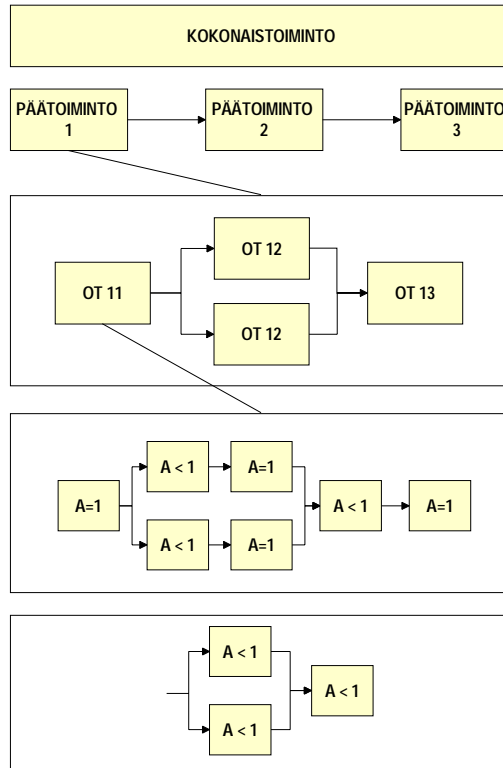 KOKONAISTOIMINTO
PÄÄTOIMINTO
1
PÄÄTOIMINTO
2
PÄÄTOIMINTO
3
OT 11
OT 12
OT 12
OT 13
A=1
A < 1
A=1
A < 1
A=1
A < 1
A=1
A < 1
A < 1
A < 1